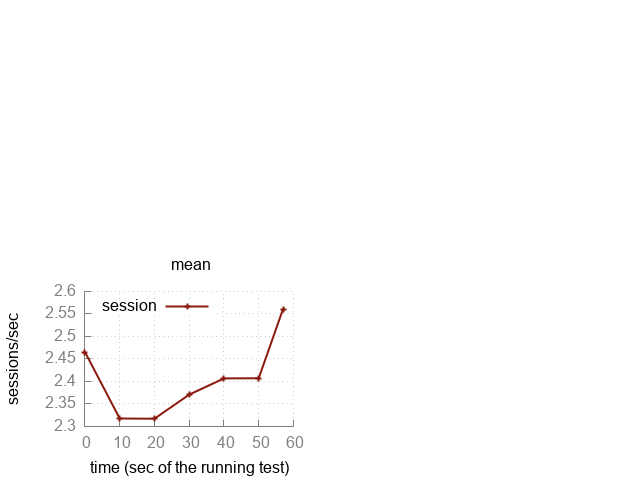 mean
2.6
session
2.55
2.5
2.45
2.4
2.35
2.3
sessions/sec
0 10 20 30 40 50 60
time (sec of the running test)